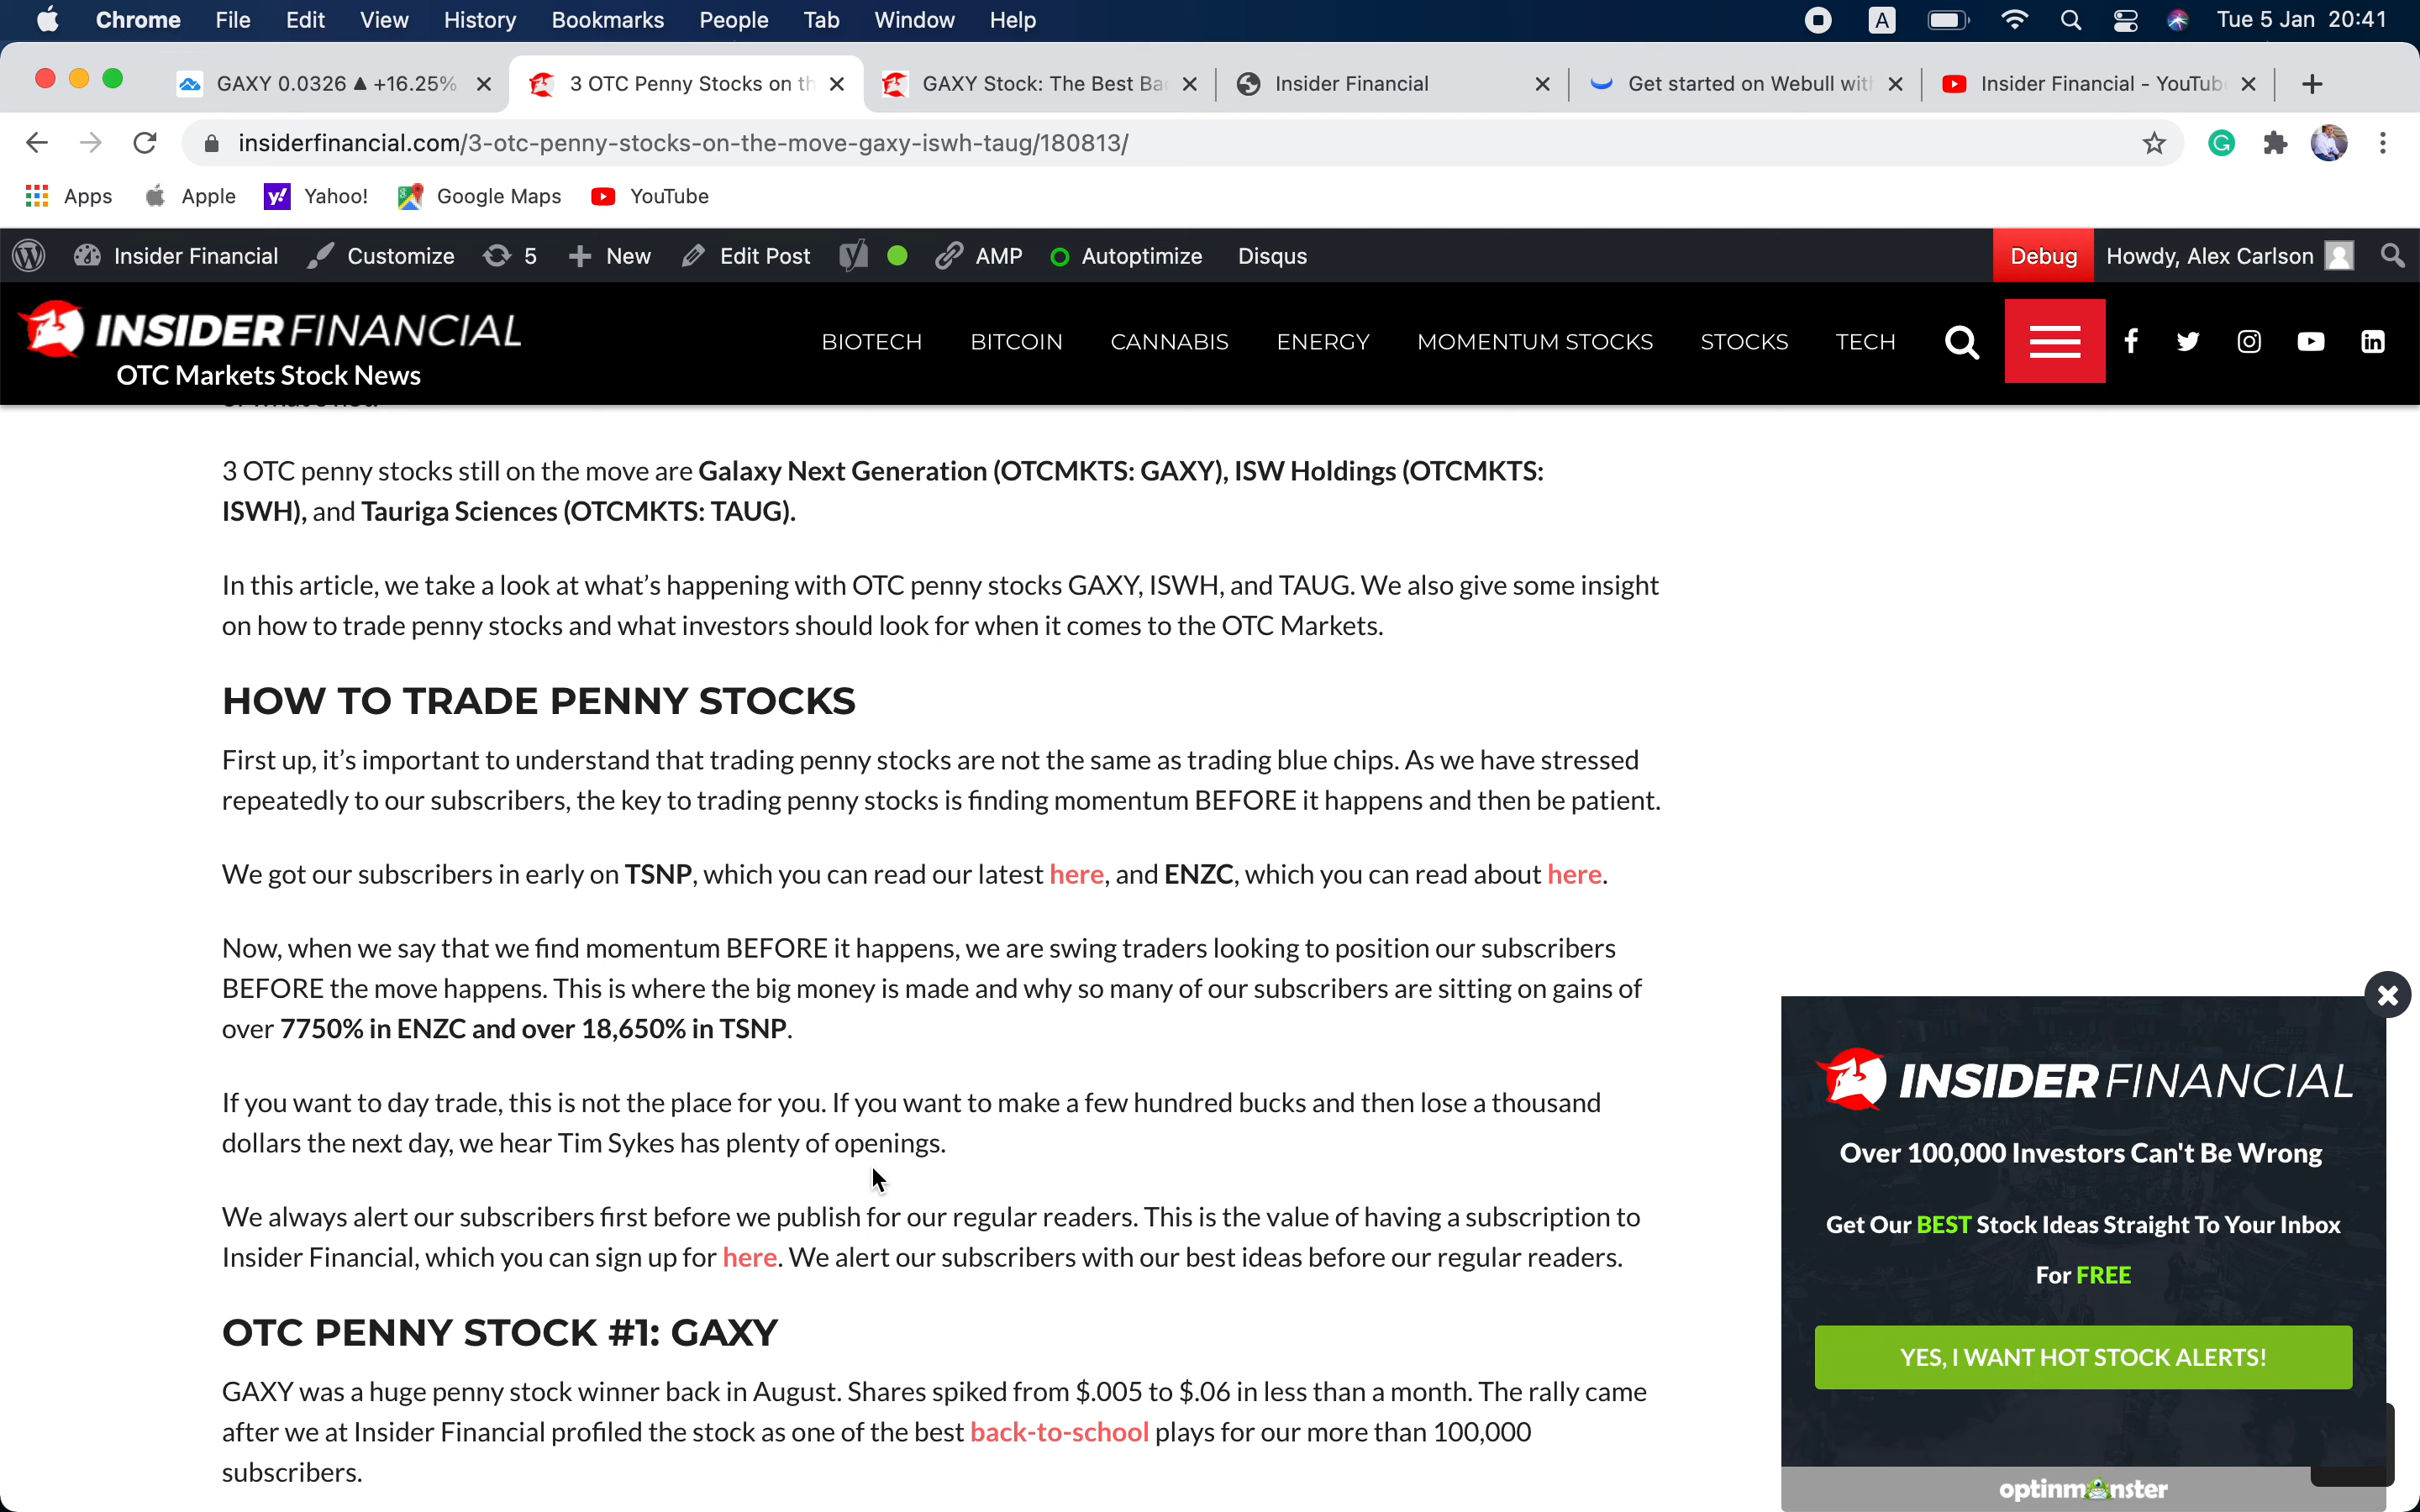 Chrome File Edit View History Bookmarks People Tab Window Help A Tue 5 Jan 20:41
GAXY 0.0326 ▲ +16.25% 3 OTC Penny Stocks on th GAXY Stock: The Best Ba Insider Financial Get started on Webull wit Insider Financial - YouTub
insiderfinancial.com/3-otc-penny-stocks-on-the-move-gaxy-iswh-taug/180813/
Apps Apple Yahoo! Google Maps YouTube
Insider Financial Customize 5 New Edit Post AMP Autoptimize Disqus Debug Howdy, Alex Carlson
INSIDER FINANCIAL
OTC Markets Stock News
BIOTECH BITCOIN CANNABIS ENERGY MOMENTUM STOCKS STOCKS TECH
3 OTC penny stocks still on the move are Galaxy Next Generation (OTCMKTS: GAXY), ISW Holdings (OTCMKTS:
ISWH), and Tauriga Sciences (OTCMKTS: TAUG).
In this article, we take a look at what’s happening with OTC penny stocks GAXY, ISWH, and TAUG. We also give some insight
on how to trade penny stocks and what investors should look for when it comes to the OTC Markets.
HOW TO TRADE PENNY STOCKS
First up, it’s important to understand that trading penny stocks are not the same as trading blue chips. As we have stressed
repeatedly to our subscribers, the key to trading penny stocks is finding momentum BEFORE it happens and then be patient.
We got our subscribers in early on TSNP, which you can read our latest here, and ENZC, which you can read about here.
Now, when we say that we find momentum BEFORE it happens, we are swing traders looking to position our subscribers
BEFORE the move happens. This is where the big money is made and why so many of our subscribers are sitting on gains of
over 7750% in ENZC and over 18,650% in TSNP.
If you want to day trade, this is not the place for you. If you want to make a few hundred bucks and then lose a thousand
dollars the next day, we hear Tim Sykes has plenty of openings.
We always alert our subscribers first before we publish for our regular readers. This is the value of having a subscription to
Insider Financial, which you can sign up for here. We alert our subscribers with our best ideas before our regular readers.
OTC PENNY STOCK #1: GAXY
GAXY was a huge penny stock winner back in August. Shares spiked from $.005 to $.06 in less than a month. The rally came
after we at Insider Financial profiled the stock as one of the best back-to-school plays for our more than 100,000
subscribers.
INSIDER FINANCIAL
Over 100,000 Investors Can't Be Wrong
Get Our BEST Stock Ideas Straight To Your Inbox
For FREE
YES, I WANT HOT STOCK ALERTS!
optinmonster